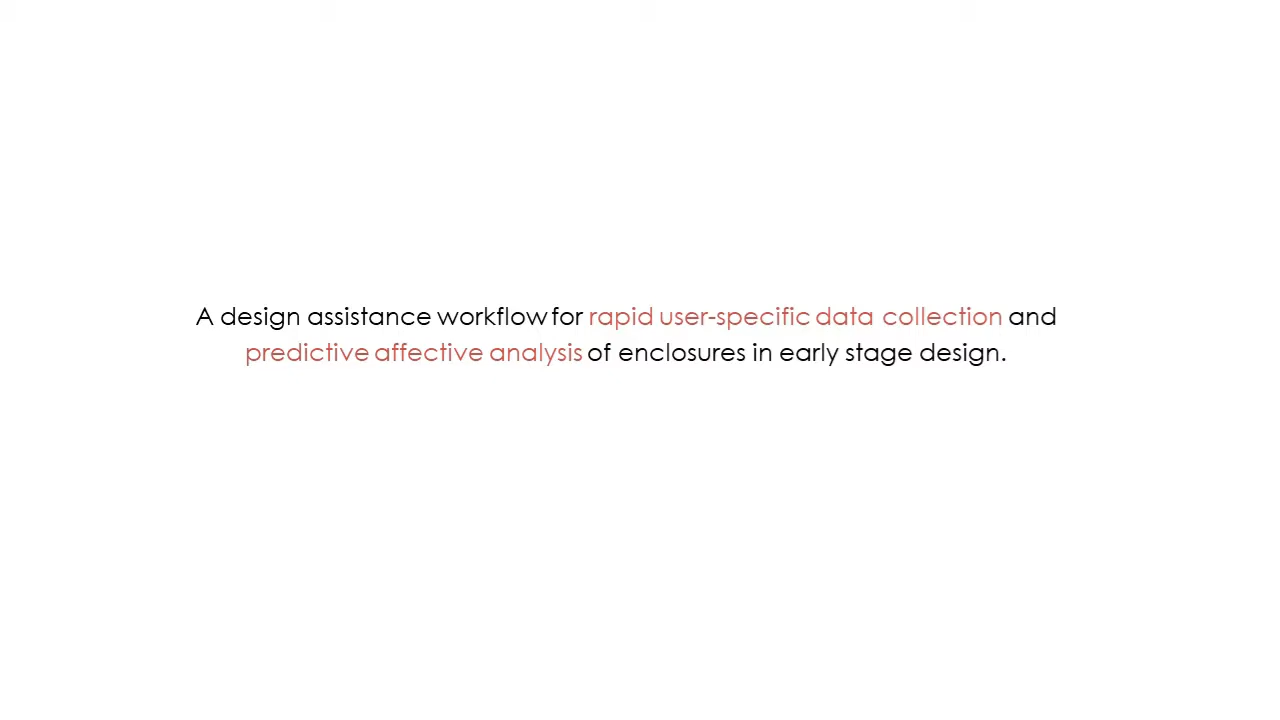 A design assistance workflow for rapid user-specific data collection and
predictive affective analysis of enclosures in early stage design.